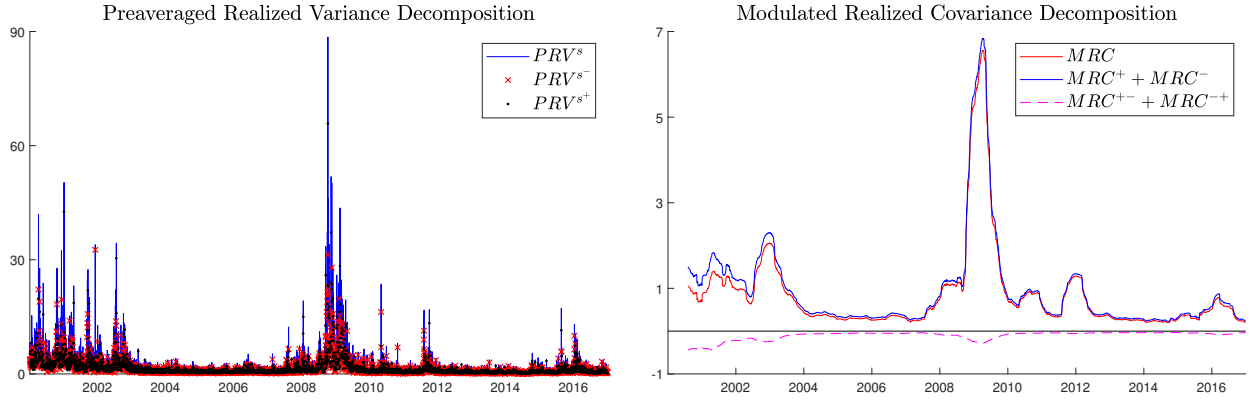 Preaveraged Realized Variance Decomposition
90
60
30
0
2002 2004 2006 2008 2010 2012 2014 2016
PRV^s
PRV^{s^-}
PRV^{s^+}
Modulated Realized Covariance Decomposition
7
5
3
1
-1
2002 2004 2006 2008 2010 2012 2014 2016
MRC
MRC^+ + MRC^-
MRC^{+-} + MRC^{-+}